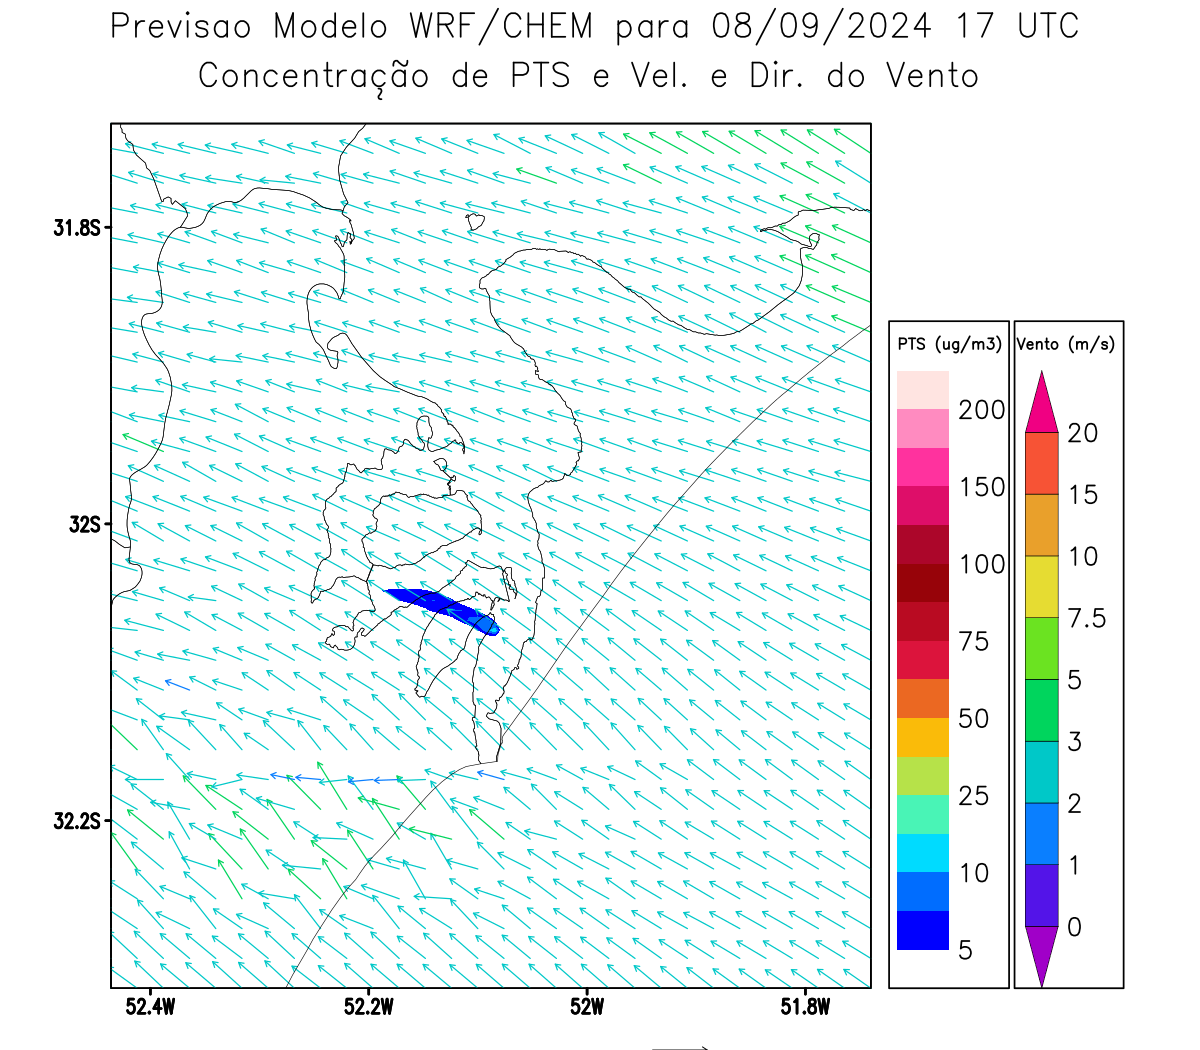 Previsao Modelo WRF/CHEM para 08/09/2024 17 UTC
Concentração de PTS e Vel. e Dir. do Vento
31.8S
32S
32.2S
52.4W
52.2W
52W
51.8W
PTS (ug/m3)
200
150
100
75
50
25
10
5
Vento (m/s)
20
15
10
7.5
5
3
2
1
0